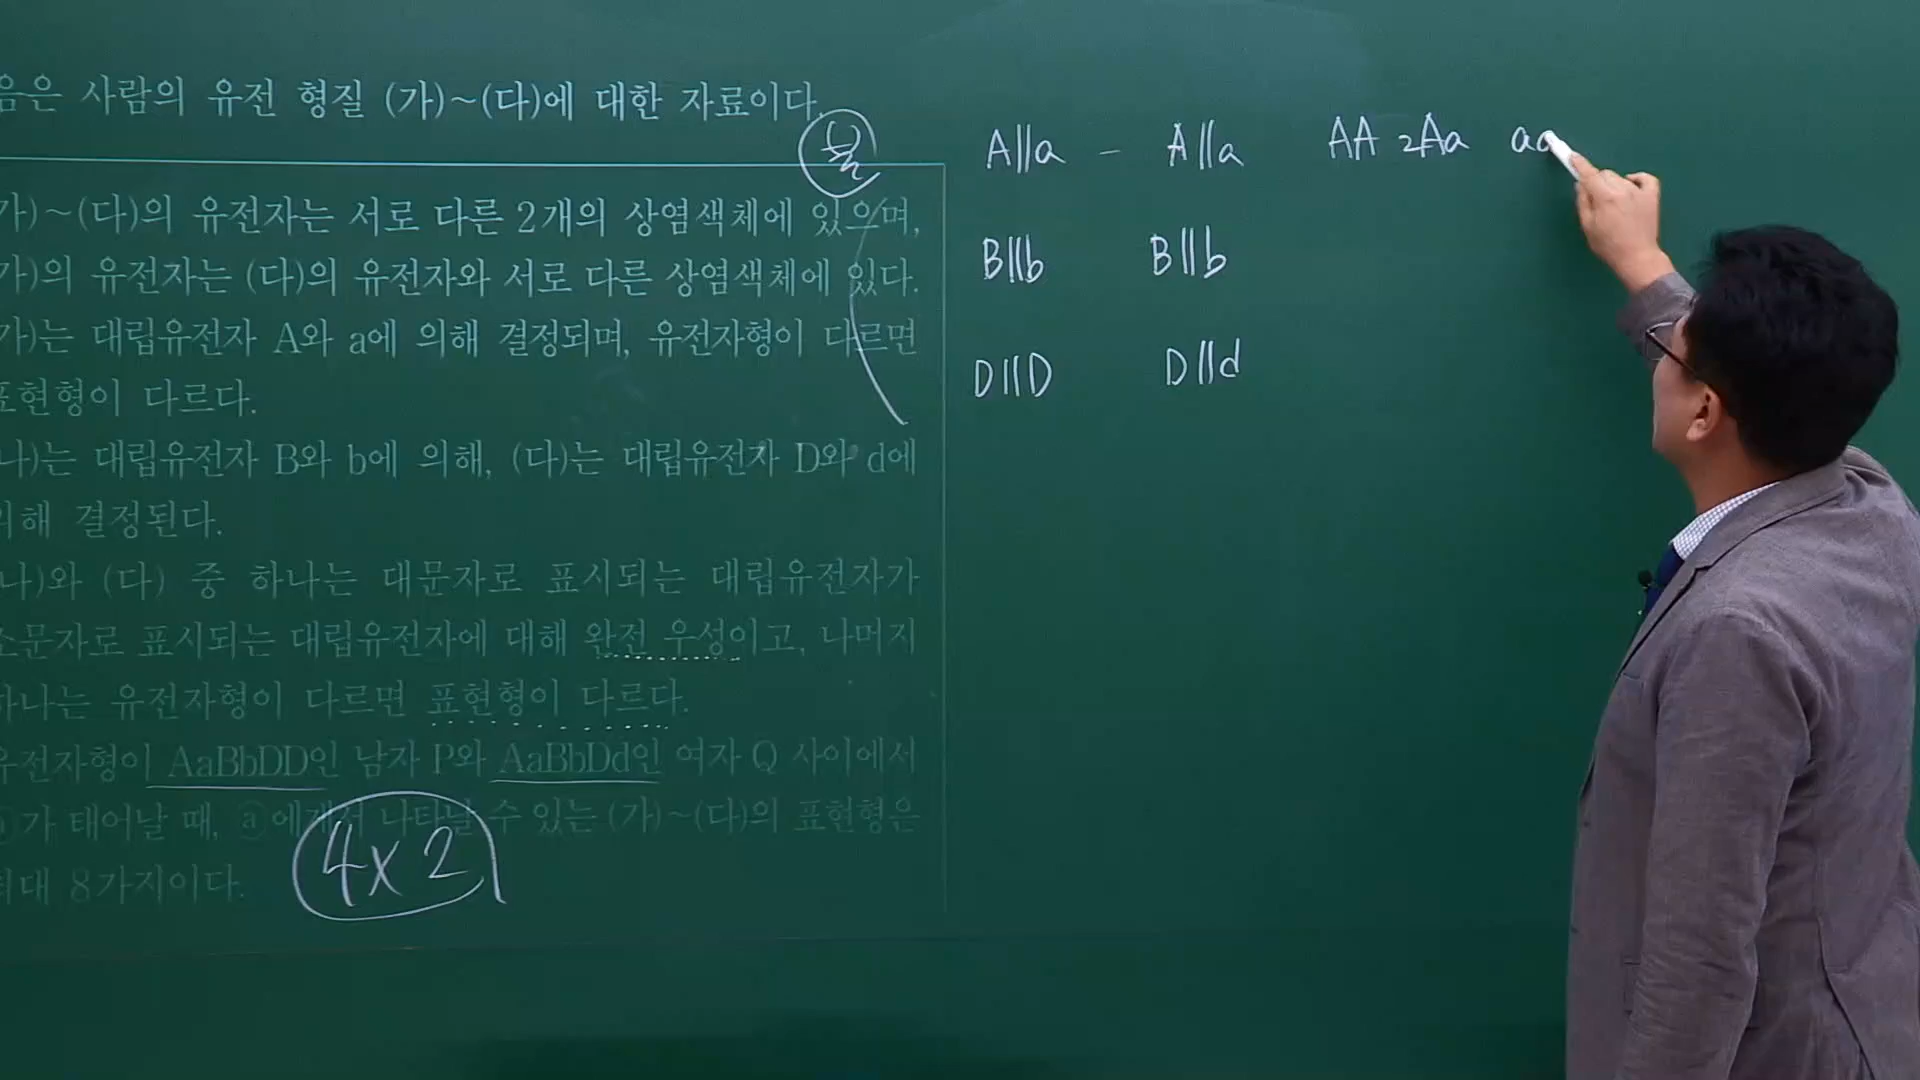 음은 사람의 유전 형질 (가)~(다)에 대한 자료이다.
가)~(다)의 유전자는 서로 다른 2개의 상염색체에 있으며,
가)의 유전자는 (다)의 유전자와 서로 다른 상염색체에 있다.
가)는 대립유전자 A와 a에 의해 결정되며, 유전자형이 다르면
표현형이 다르다.
나)는 대립유전자 B와 b에 의해, (다)는 대립유전자 D와 d에
의해 결정된다.
나)와 (다) 중 하나는 대문자로 표시되는 대립유전자가
소문자로 표시되는 대립유전자에 대해 완전 우성이고, 나머지
하나는 유전자형이 다르면 표현형이 다르다.
유전자형이 AaBbDD인 남자 P와 AaBbDd인 여자 Q 사이에서
ⓐ가 태어날 때, ⓐ에게서 나타날 수 있는 (가)~(다)의 표현형은
최대 8가지이다.
4x2
A||a - A||a AA 2Aa aa
B||b B||b
D||D D||d